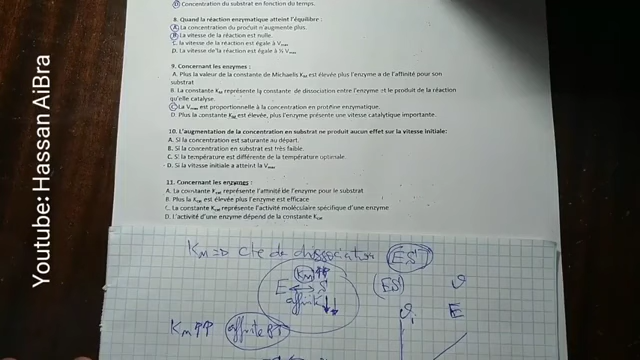 D. Concentration du substrat en fonction du temps.
8. Quand la réaction enzymatique atteint l'équilibre :
A. La concentration du produit n'augmente plus.
B. La vitesse de la réaction est nulle.
C. la vitesse de la réaction est égale à Vmax
D. La vitesse de la réaction est égale à ½ Vmax
9. Concernant les enzymes :
A. Plus la valeur de la constante de Michaelis KM est élevée plus l'enzyme a de l'affinité pour son
substrat
B. La constante KM représente la constante de dissociation entre l'enzyme et le produit de la réaction
qu'elle catalyse.
C. La Vmax est proportionnelle à la concentration en protéine enzymatique.
D. Plus la constante KM est élevée, plus l'enzyme présente une vitesse catalytique importante.
10. L'augmentation de la concentration en substrat ne produit aucun effet sur la vitesse initiale:
A. Si la concentration est saturante au départ.
B. Si la concentration en substrat est très faible.
C. Si la température est différente de la température optimale.
D. Si la vitesse initiale a atteint la Vmax
11. Concernant les enzymes :
A. La constante Kcat représente l'affinité de l'enzyme pour le substrat
B. Plus la Kcat est élevée plus l'enzyme est efficace
C. La constante Kcat représente l'activité moléculaire spécifique d'une enzyme
D. L'activité d'une enzyme dépend de la constante Kcat
KM => cte de dissociation EST
KM ↑↑
E ↔ S
affinité ↓↓
(ES)
vi E
KM ↑↑ affinité
Youtube: Hassan AiBra